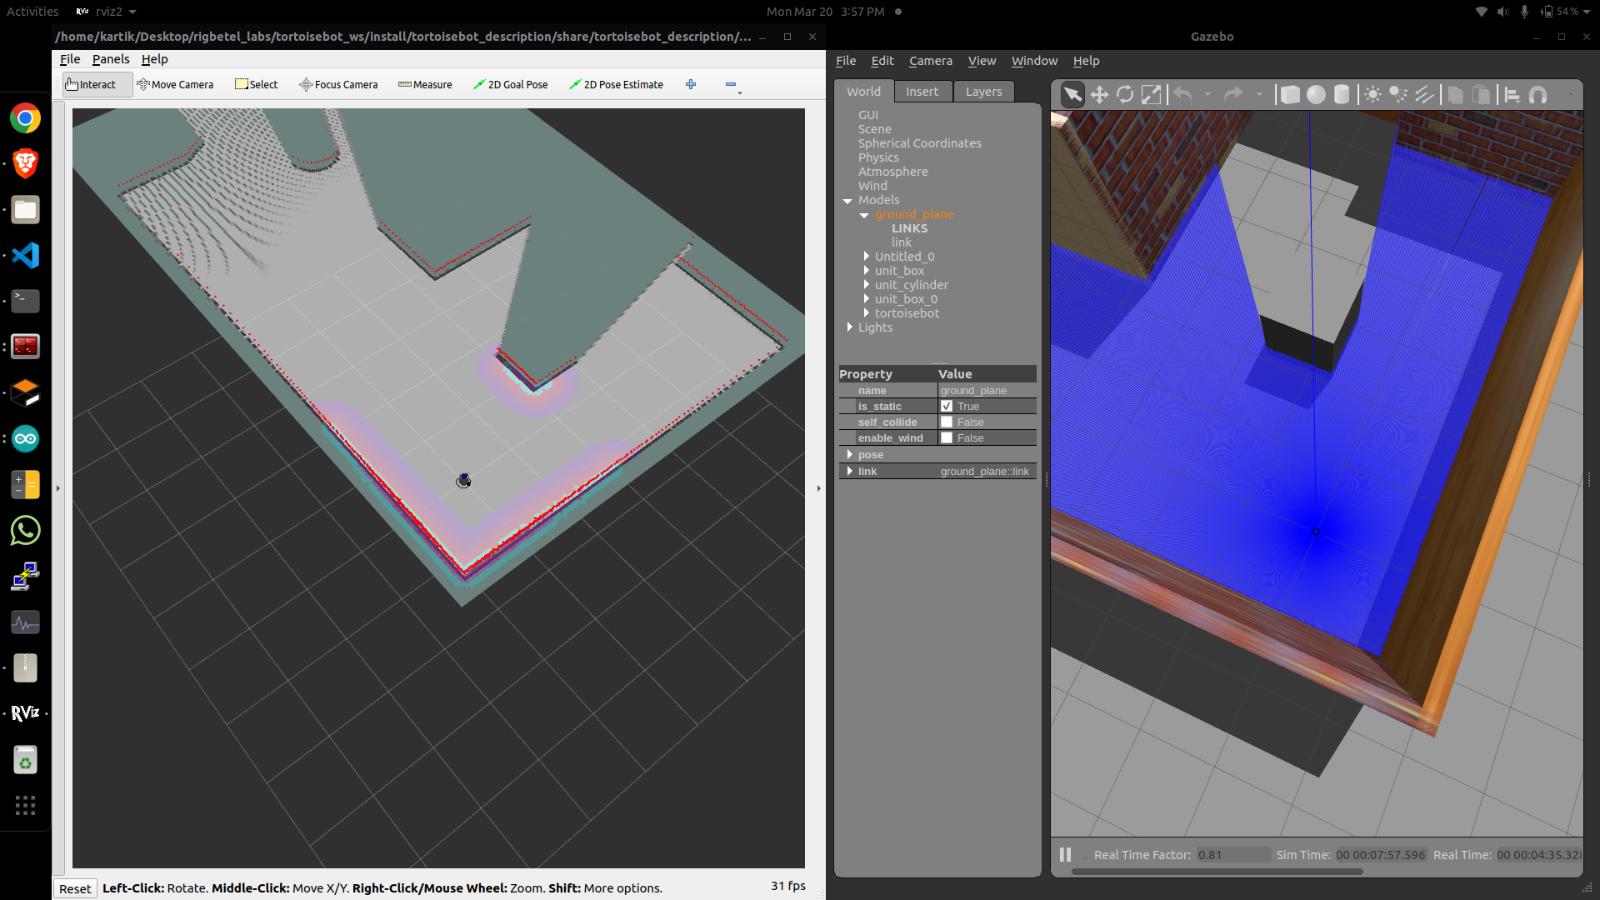 Activities rviz2 Mon Mar 20 3:57 PM 54 %
/home/kartik/Desktop/rigbetel_labs/tortoisebot_ws/install/tortoisebot_description/share/tortoisebot_description/...
File Panels Help
Interact Move Camera Select Focus Camera Measure 2D Goal Pose 2D Pose Estimate
RViz
Reset Left-Click: Rotate. Middle-Click: Move X/Y. Right-Click/Mouse Wheel: Zoom. Shift: More options. 31 fps
Gazebo
File Edit Camera View Window Help
World Insert Layers
GUI
Scene
Spherical Coordinates
Physics
Atmosphere
Wind
Models
ground_plane
LINKS
link
Untitled_0
unit_box
unit_cylinder
unit_box_0
tortoisebot
Lights
Property Value
name ground_plane
is_static True
self_collide False
enable_wind False
pose
link ground_plane::link
Real Time Factor: 0.81 Sim Time: 00 00:07:57.596 Real Time: 00 00:04:35.32